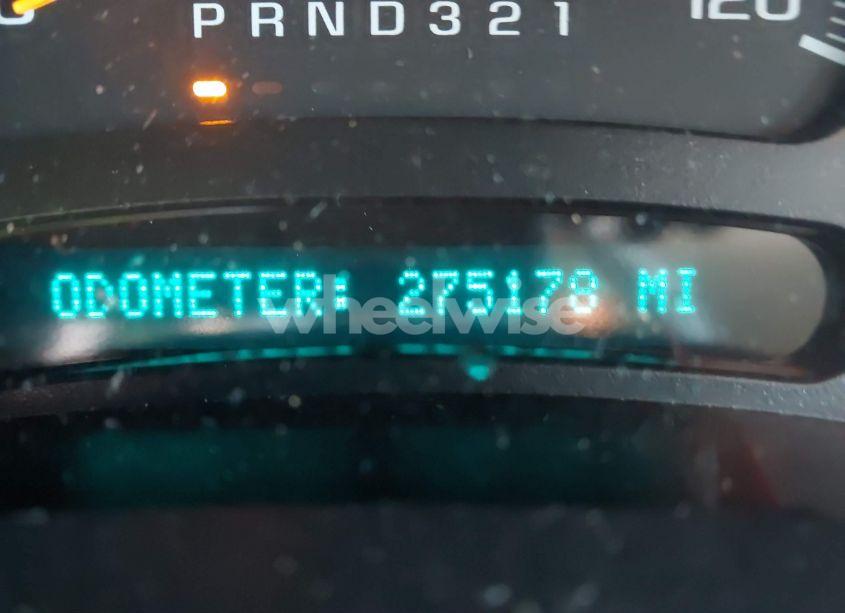 PRND321
120
ODOMETER: 275178 MI
wheelwise